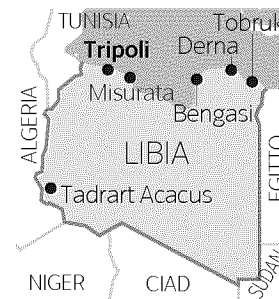 TUNISIA
Tobruk
Tripoli
Derna
Misurata
Bengasi
ALGERIA
LIBIA
EGITTO
Tadrart Acacus
NIGER
CIAD
SUDAN